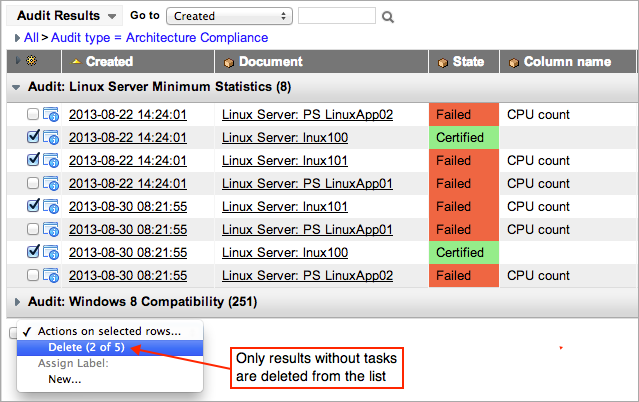 Audit Results Go to Created
All > Audit type = Architecture Compliance
Created Document State Column name
Audit: Linux Server Minimum Statistics (8)
2013-08-22 14:24:01 Linux Server: PS LinuxApp02 Failed CPU count
2013-08-22 14:24:01 Linux Server: lnux100 Certified
2013-08-22 14:24:01 Linux Server: lnux101 Failed CPU count
2013-08-22 14:24:01 Linux Server: PS LinuxApp01 Failed CPU count
2013-08-30 08:21:55 Linux Server: lnux101 Failed CPU count
2013-08-30 08:21:55 Linux Server: PS LinuxApp01 Failed CPU count
2013-08-30 08:21:55 Linux Server: lnux100 Certified
2013-08-30 08:21:55 Linux Server: PS LinuxApp02 Failed CPU count
Audit: Windows 8 Compatibility (251)
✓ Actions on selected rows...
Delete (2 of 5)
Assign Label:
New...
Only results without tasks
are deleted from the list